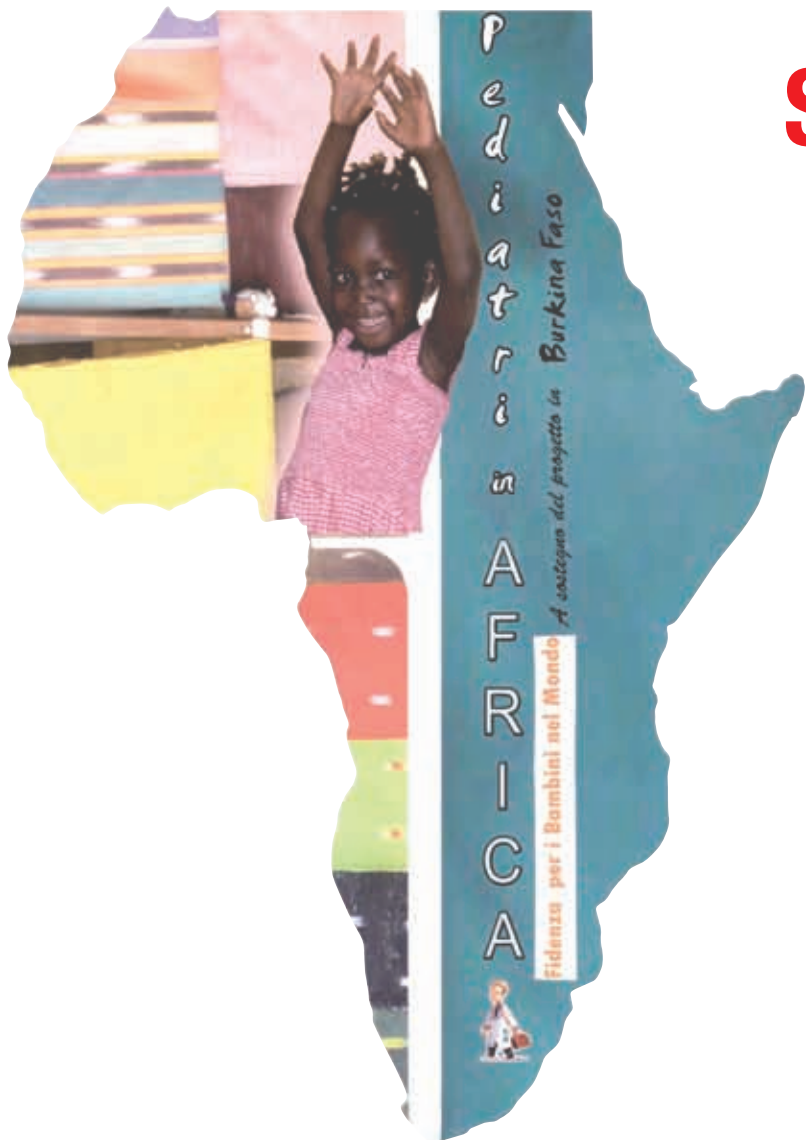 Pediatri in AFRICA
A sostegno del progetto in Burkina Faso
Fidenza per i Bambini nel Mondo
S